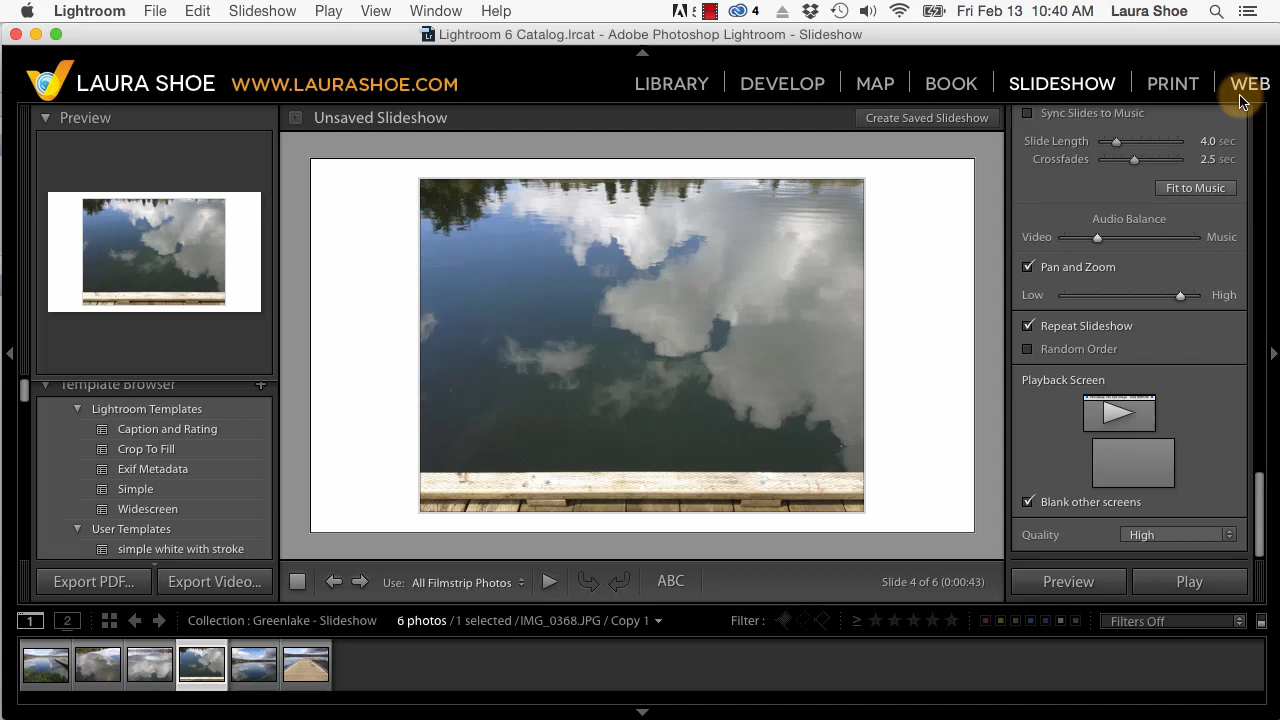 Lightroom File Edit Slideshow Play View Window Help 4 Fri Feb 13 10:40 AM Laura Shoe
Lightroom 6 Catalog.lrcat - Adobe Photoshop Lightroom - Slideshow
LAURA SHOE WWW.LAURASHOE.COM LIBRARY DEVELOP MAP BOOK SLIDESHOW PRINT WEB
Preview
Unsaved Slideshow
Create Saved Slideshow
Sync Slides to Music
Slide Length 4.0 sec
Crossfades 2.5 sec
Fit to Music
Audio Balance
Video Music
Pan and Zoom
Low High
Repeat Slideshow
Random Order
Playback Screen
Blank other screens
Quality High
Template Browser
Lightroom Templates
Caption and Rating
Crop To Fill
Exif Metadata
Simple
Widescreen
User Templates
simple white with stroke
Export PDF... Export Video... Use: All Filmstrip Photos ABC Slide 4 of 6 (0:00:43) Preview Play
1 2 Collection : Greenlake - Slideshow 6 photos / 1 selected / IMG_0368.JPG / Copy 1 Filter : ≥ Filters Off